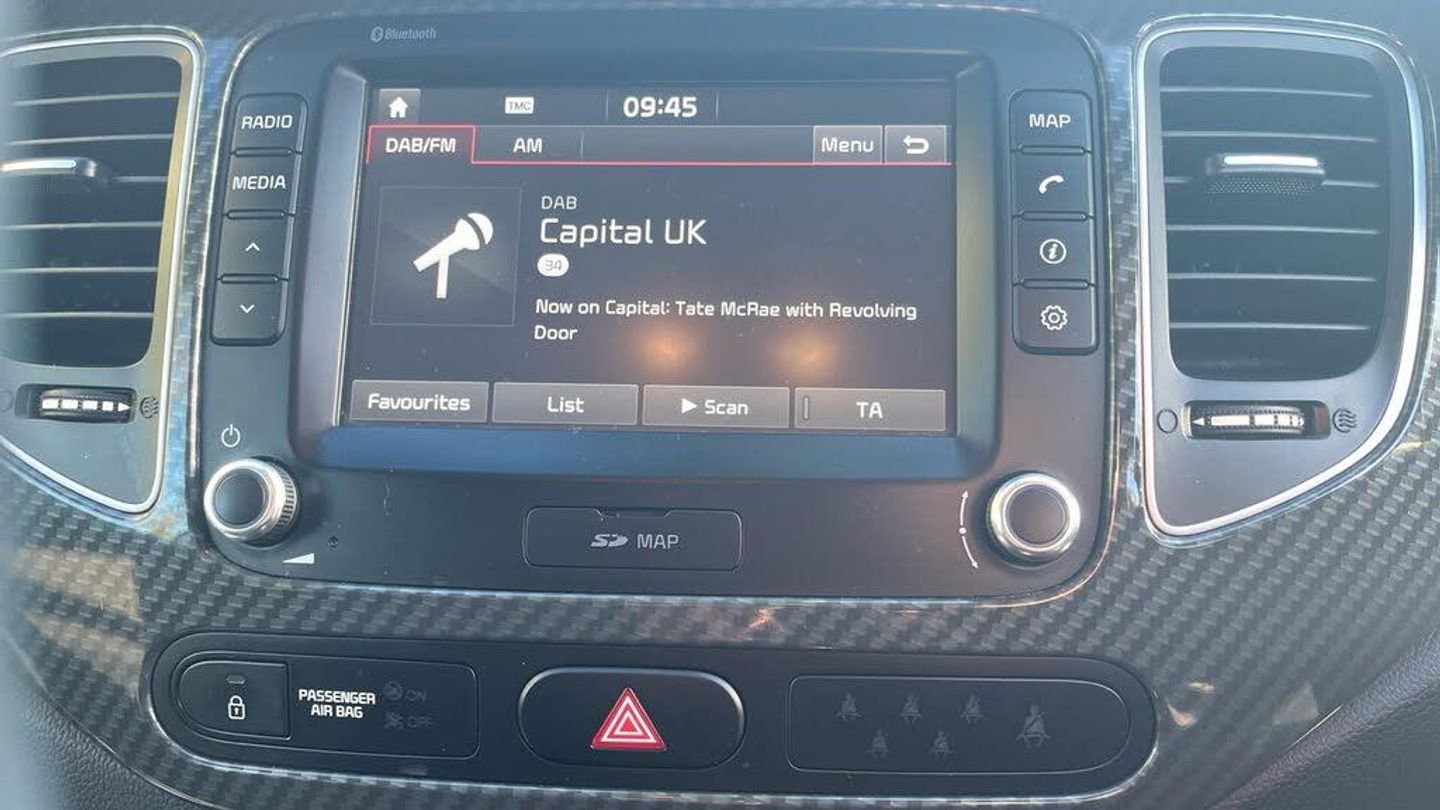 Bluetooth
TMC
09:45
RADIO
MEDIA
DAB/FM
AM
Menu
DAB
Capital UK
34
Now on Capital: Tate McRae with Revolving
Door
Favourites
List
Scan
TA
MAP
SD MAP
PASSENGER
AIR BAG
ON
OFF